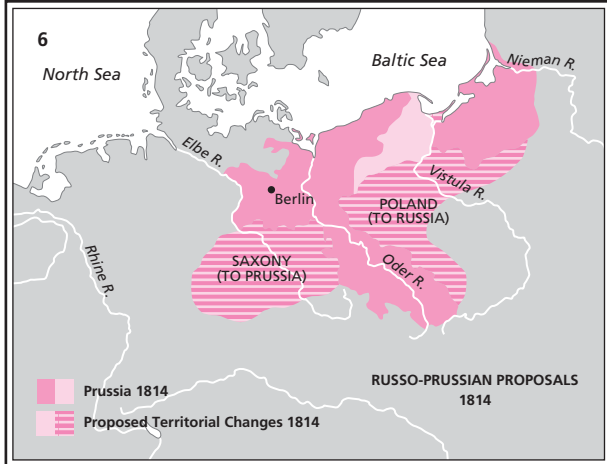 6
North Sea
Baltic Sea
Nieman R.
Elbe R.
Berlin
Vistula R.
POLAND
(TO RUSSIA)
SAXONY
(TO PRUSSIA)
Oder R.
Rhine R.
Prussia 1814
Proposed Territorial Changes 1814
RUSSO-PRUSSIAN PROPOSALS
1814